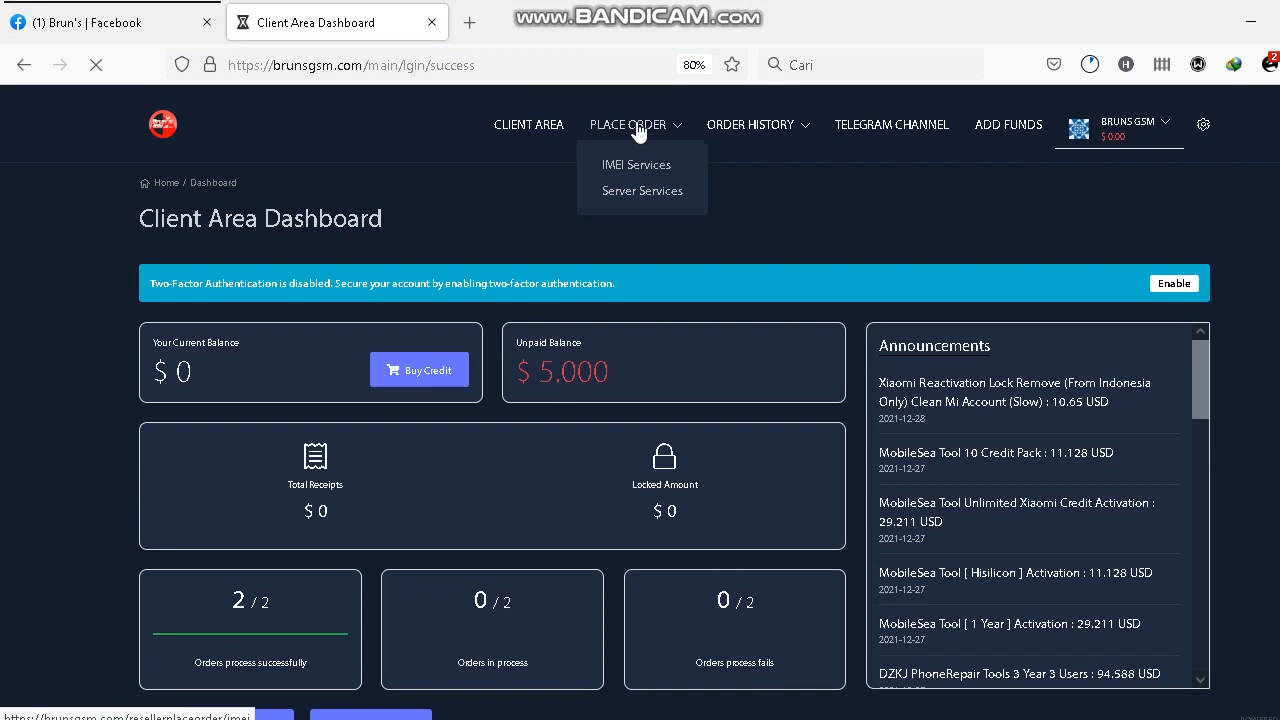 www.BANDICAM.com
(1) Brun's | Facebook
Client Area Dashboard
https://brunsgsm.com/main/lgin/success
80%
Cari
2
CLIENT AREA
PLACE ORDER
ORDER HISTORY
TELEGRAM CHANNEL
ADD FUNDS
BRUNS GSM
$ 0.00
IMEI Services
Server Services
Home / Dashboard
Client Area Dashboard
Two-Factor Authentication is disabled. Secure your account by enabling two-factor authentication.
Enable
Your Current Balance
$ 0
Buy Credit
Unpaid Balance
$ 5.000
Total Receipts
$ 0
Locked Amount
$ 0
2 / 2
Orders process successfully
0 / 2
Orders in process
0 / 2
Orders process fails
Announcements
Xiaomi Reactivation Lock Remove (From Indonesia
Only) Clean Mi Account (Slow) : 10.65 USD
2021-12-28
MobileSea Tool 10 Credit Pack : 11.128 USD
2021-12-27
MobileSea Tool Unlimited Xiaomi Credit Activation :
29.211 USD
2021-12-27
MobileSea Tool [ Hisilicon ] Activation : 11.128 USD
2021-12-27
MobileSea Tool [ 1 Year ] Activation : 29.211 USD
2021-12-27
DZKJ PhoneRepair Tools 3 Year 3 Users : 94.588 USD
https://brunsgsm.com/resellerplaceorder/imei